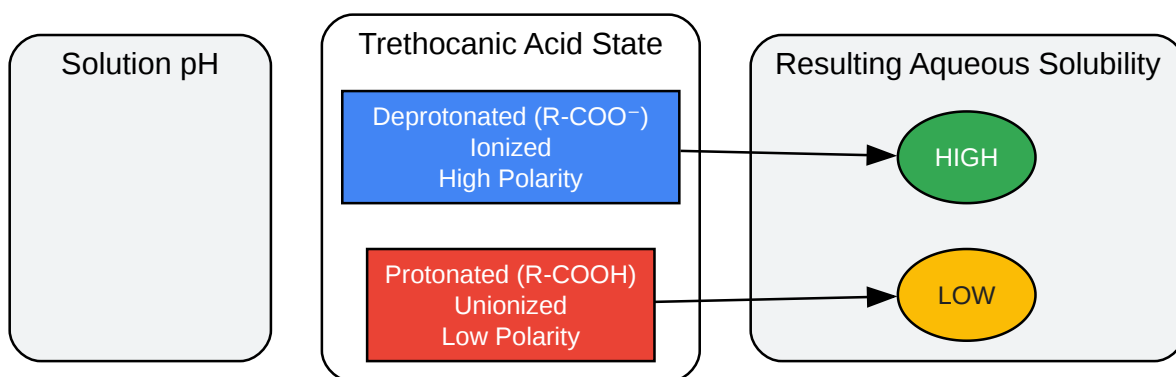 Solution pH
Trethocanic Acid State
Deprotonated (R-COO⁻)
Ionized
High Polarity
Protonated (R-COOH)
Unionized
Low Polarity
Resulting Aqueous Solubility
HIGH
LOW